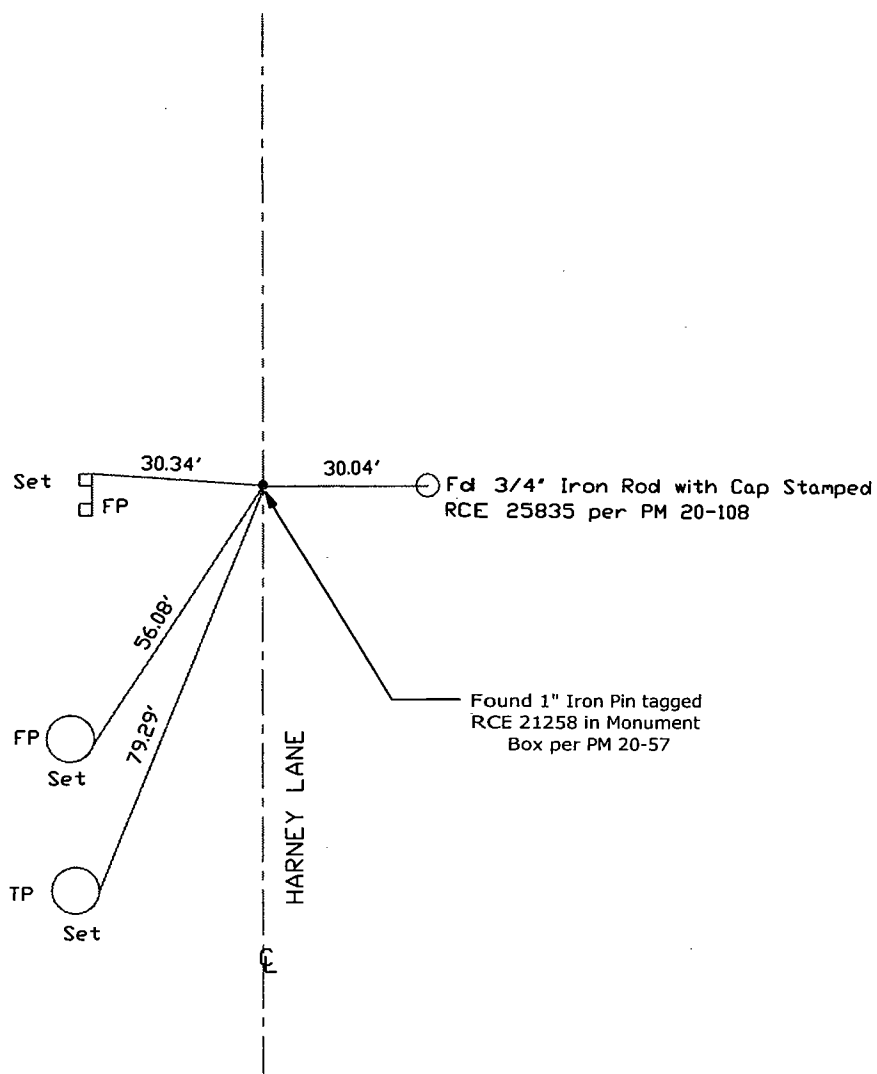 Set
30.34'
30.04'
Fd 3/4" Iron Rod with Cap Stamped
RCE 25835 per PM 20-108
FP
56.08'
79.29'
Found 1" Iron Pin tagged
RCE 21258 in Monument
Box per PM 20-57
FP
Set
HARNEY LANE
TP
Set
℄